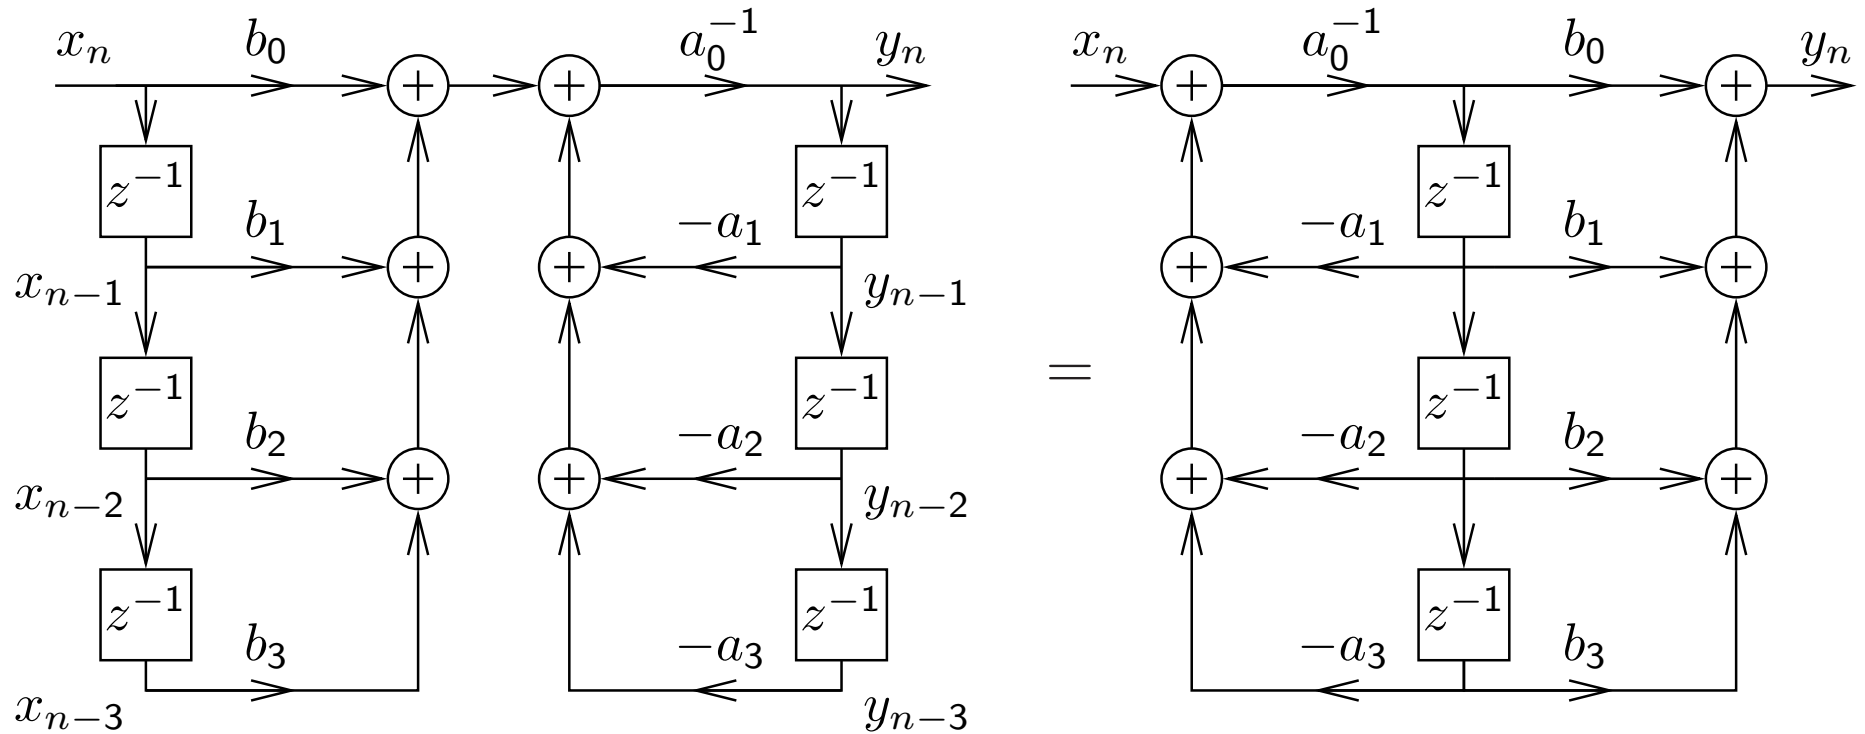 x_n b_0 a_0^{-1} y_n x_n a_0^{-1} b_0 y_n
+ + + +
z^{-1} z^{-1} z^{-1}
b_1 -a_1 -a_1 b_1
+ + + +
x_{n-1} y_{n-1}
=
z^{-1} z^{-1} z^{-1}
b_2 -a_2 -a_2 b_2
+ + + +
x_{n-2} y_{n-2}
z^{-1} z^{-1} z^{-1}
b_3 -a_3 -a_3 b_3
x_{n-3} y_{n-3}